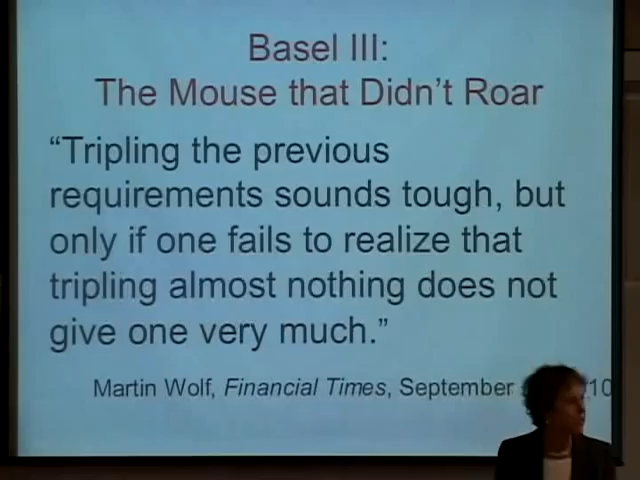 Basel III:
The Mouse that Didn't Roar
“Tripling the previous
requirements sounds tough, but
only if one fails to realize that
tripling almost nothing does not
give one very much.”
Martin Wolf, Financial Times, September 10